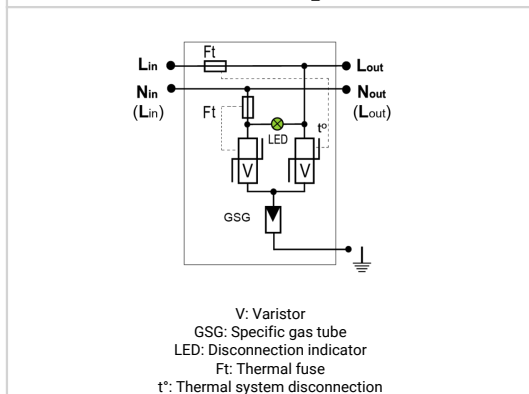 Ft
Lin Lout
Nin Nout
(Lin) Ft (Lout)
LED t°
V V
GSG
V: Varistor
GSG: Specific gas tube
LED: Disconnection indicator
Ft: Thermal fuse
t°: Thermal system disconnection